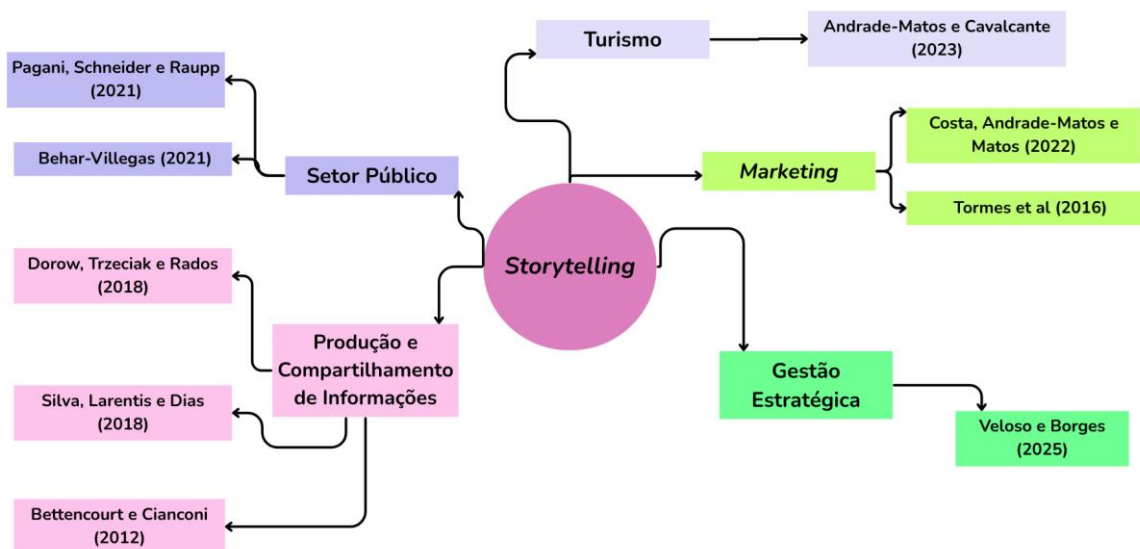 Turismo
Andrade-Matos e Cavalcante
(2023)
Pagani, Schneider e Raupp
(2021)
Costa, Andrade-Matos e
Matos (2022)
Behar-Villegas (2021)
Setor Público
Marketing
Tormes et al (2016)
Storytelling
Dorow, Trzeciak e Rados
(2018)
Produção e
Compartilhamento
de Informações
Gestão
Estratégica
Silva, Larentis e Dias
(2018)
Veloso e Borges
(2025)
Bettencourt e Cianconi
(2012)